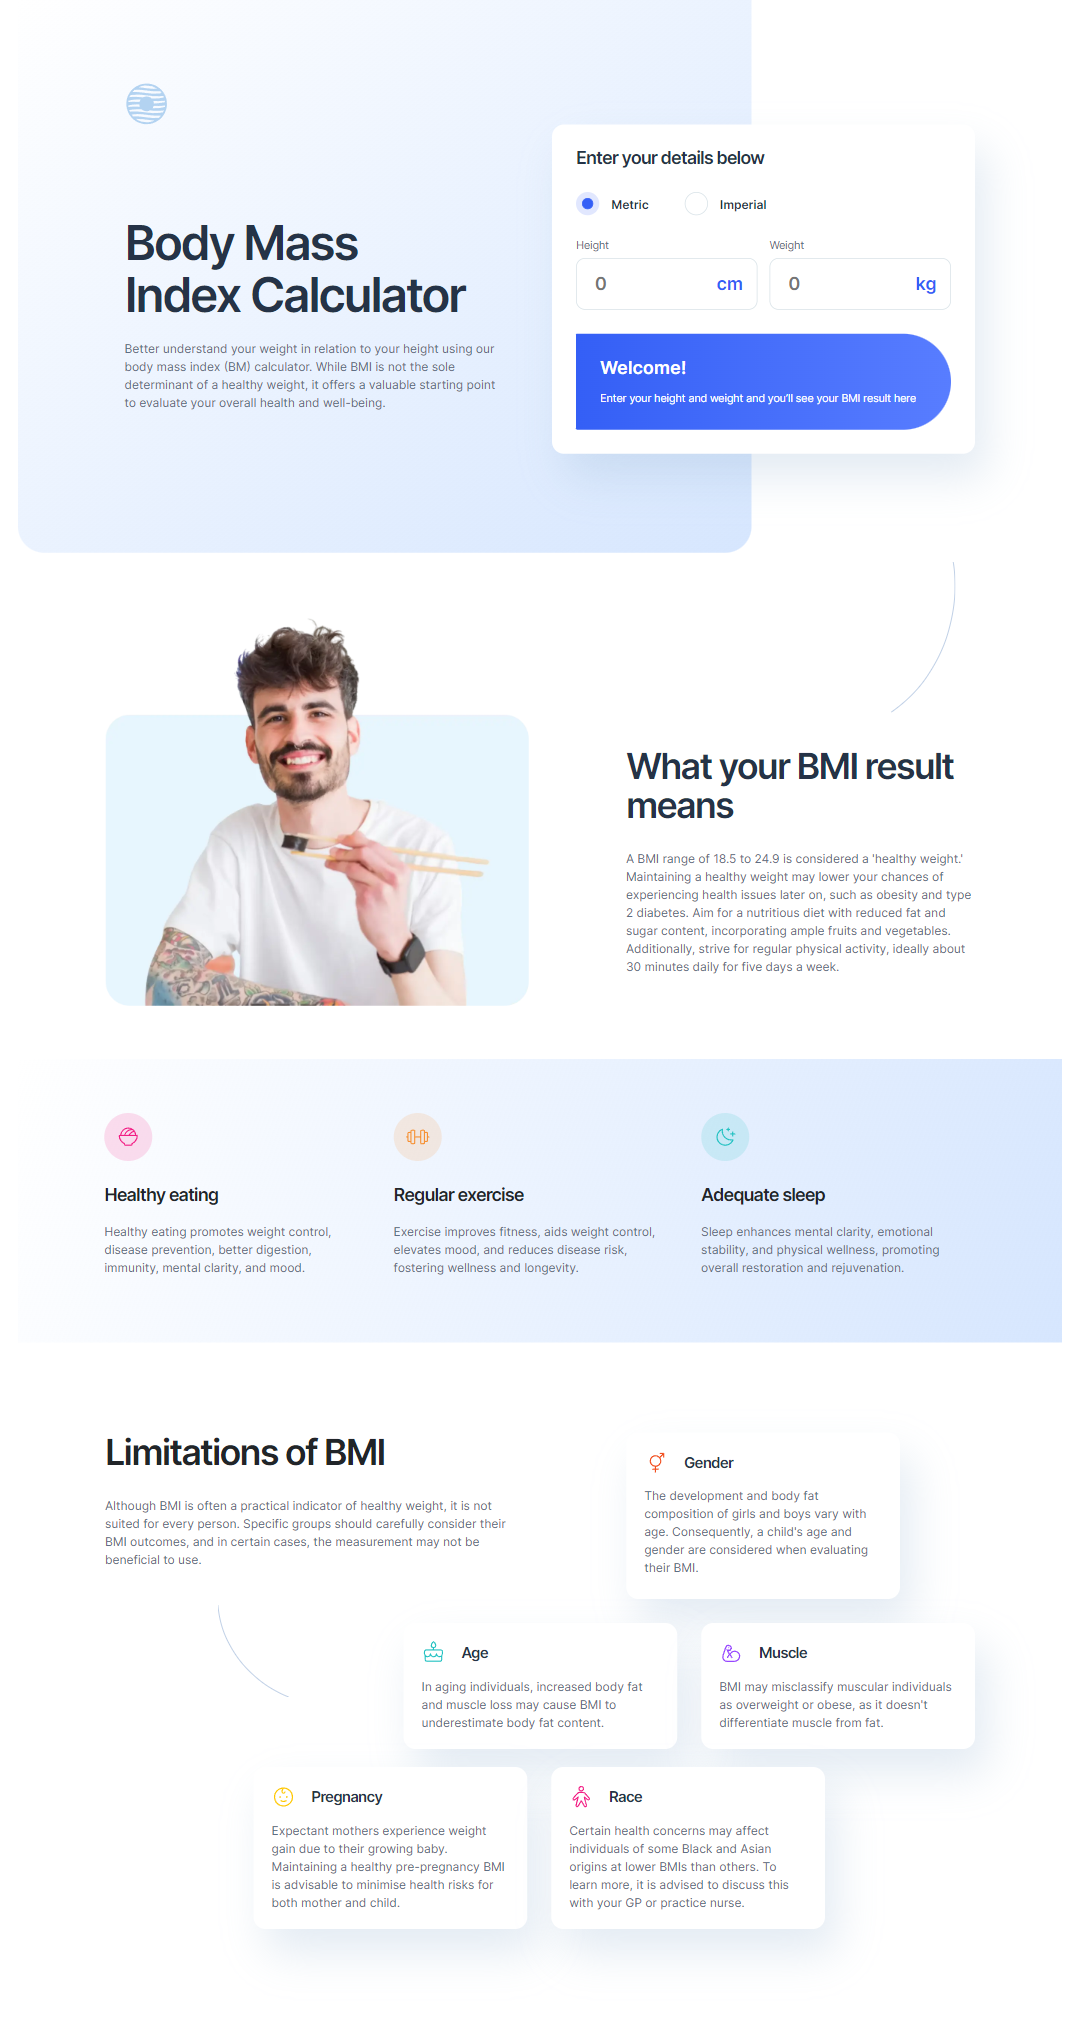 Body Mass
Index Calculator
Better understand your weight in relation to your height using our
body mass index (BM) calculator. While BMI is not the sole
determinant of a healthy weight, it offers a valuable starting point
to evaluate your overall health and well-being.
Enter your details below
Metric
Imperial
Height
Weight
0 cm
0 kg
Welcome!
Enter your height and weight and you'll see your BMI result here
What your BMI result
means
A BMI range of 18.5 to 24.9 is considered a 'healthy weight.'
Maintaining a healthy weight may lower your chances of
experiencing health issues later on, such as obesity and type
2 diabetes. Aim for a nutritious diet with reduced fat and
sugar content, incorporating ample fruits and vegetables.
Additionally, strive for regular physical activity, ideally about
30 minutes daily for five days a week.
Healthy eating
Healthy eating promotes weight control,
disease prevention, better digestion,
immunity, mental clarity, and mood.
Regular exercise
Exercise improves fitness, aids weight control,
elevates mood, and reduces disease risk,
fostering wellness and longevity.
Adequate sleep
Sleep enhances mental clarity, emotional
stability, and physical wellness, promoting
overall restoration and rejuvenation.
Limitations of BMI
Although BMI is often a practical indicator of healthy weight, it is not
suited for every person. Specific groups should carefully consider their
BMI outcomes, and in certain cases, the measurement may not be
beneficial to use.
Gender
The development and body fat
composition of girls and boys vary with
age. Consequently, a child's age and
gender are considered when evaluating
their BMI.
Age
In aging individuals, increased body fat
and muscle loss may cause BMI to
underestimate body fat content.
Muscle
BMI may misclassify muscular individuals
as overweight or obese, as it doesn't
differentiate muscle from fat.
Pregnancy
Expectant mothers experience weight
gain due to their growing baby.
Maintaining a healthy pre-pregnancy BMI
is advisable to minimise health risks for
both mother and child.
Race
Certain health concerns may affect
individuals of some Black and Asian
origins at lower BMIs than others. To
learn more, it is advised to discuss this
with your GP or practice nurse.